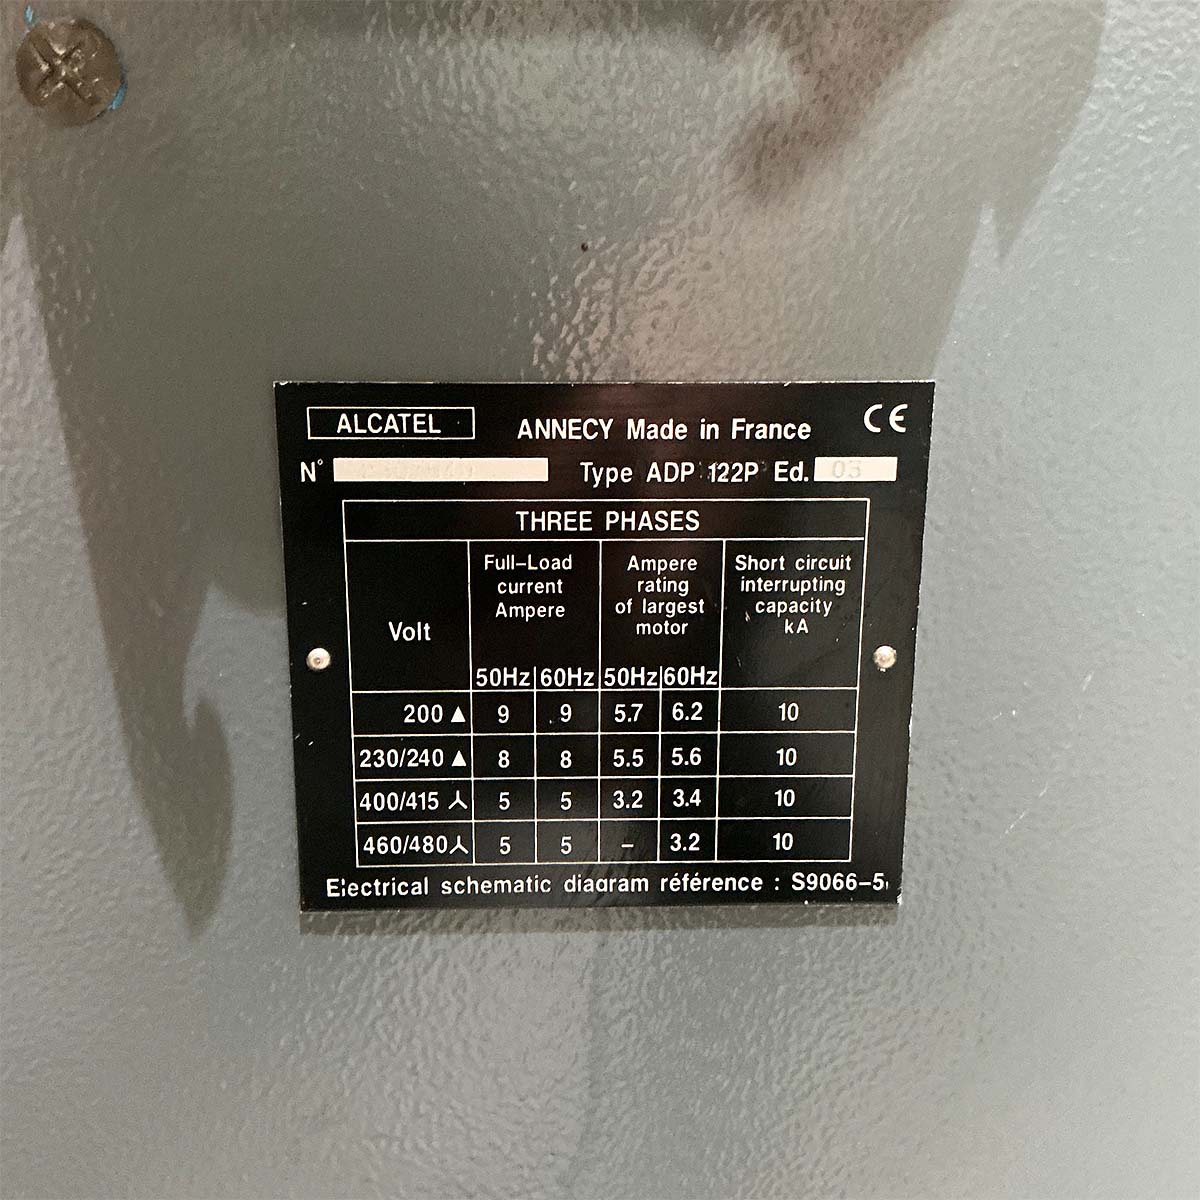 ALCATEL ANNECY Made in France CE
N° Type ADP 122P Ed. 03
THREE PHASES
Volt
Full-Load
current
Ampere
50Hz 60Hz
Ampere
rating
of largest
motor
50Hz 60Hz
Short circuit
interrupting
capacity
kA
200 9 9 5.7 6.2 10
230/240 8 8 5.5 5.6 10
400/415 5 5 3.2 3.4 10
460/480 5 5 – 3.2 10
Electrical schematic diagram référence : S9066-5